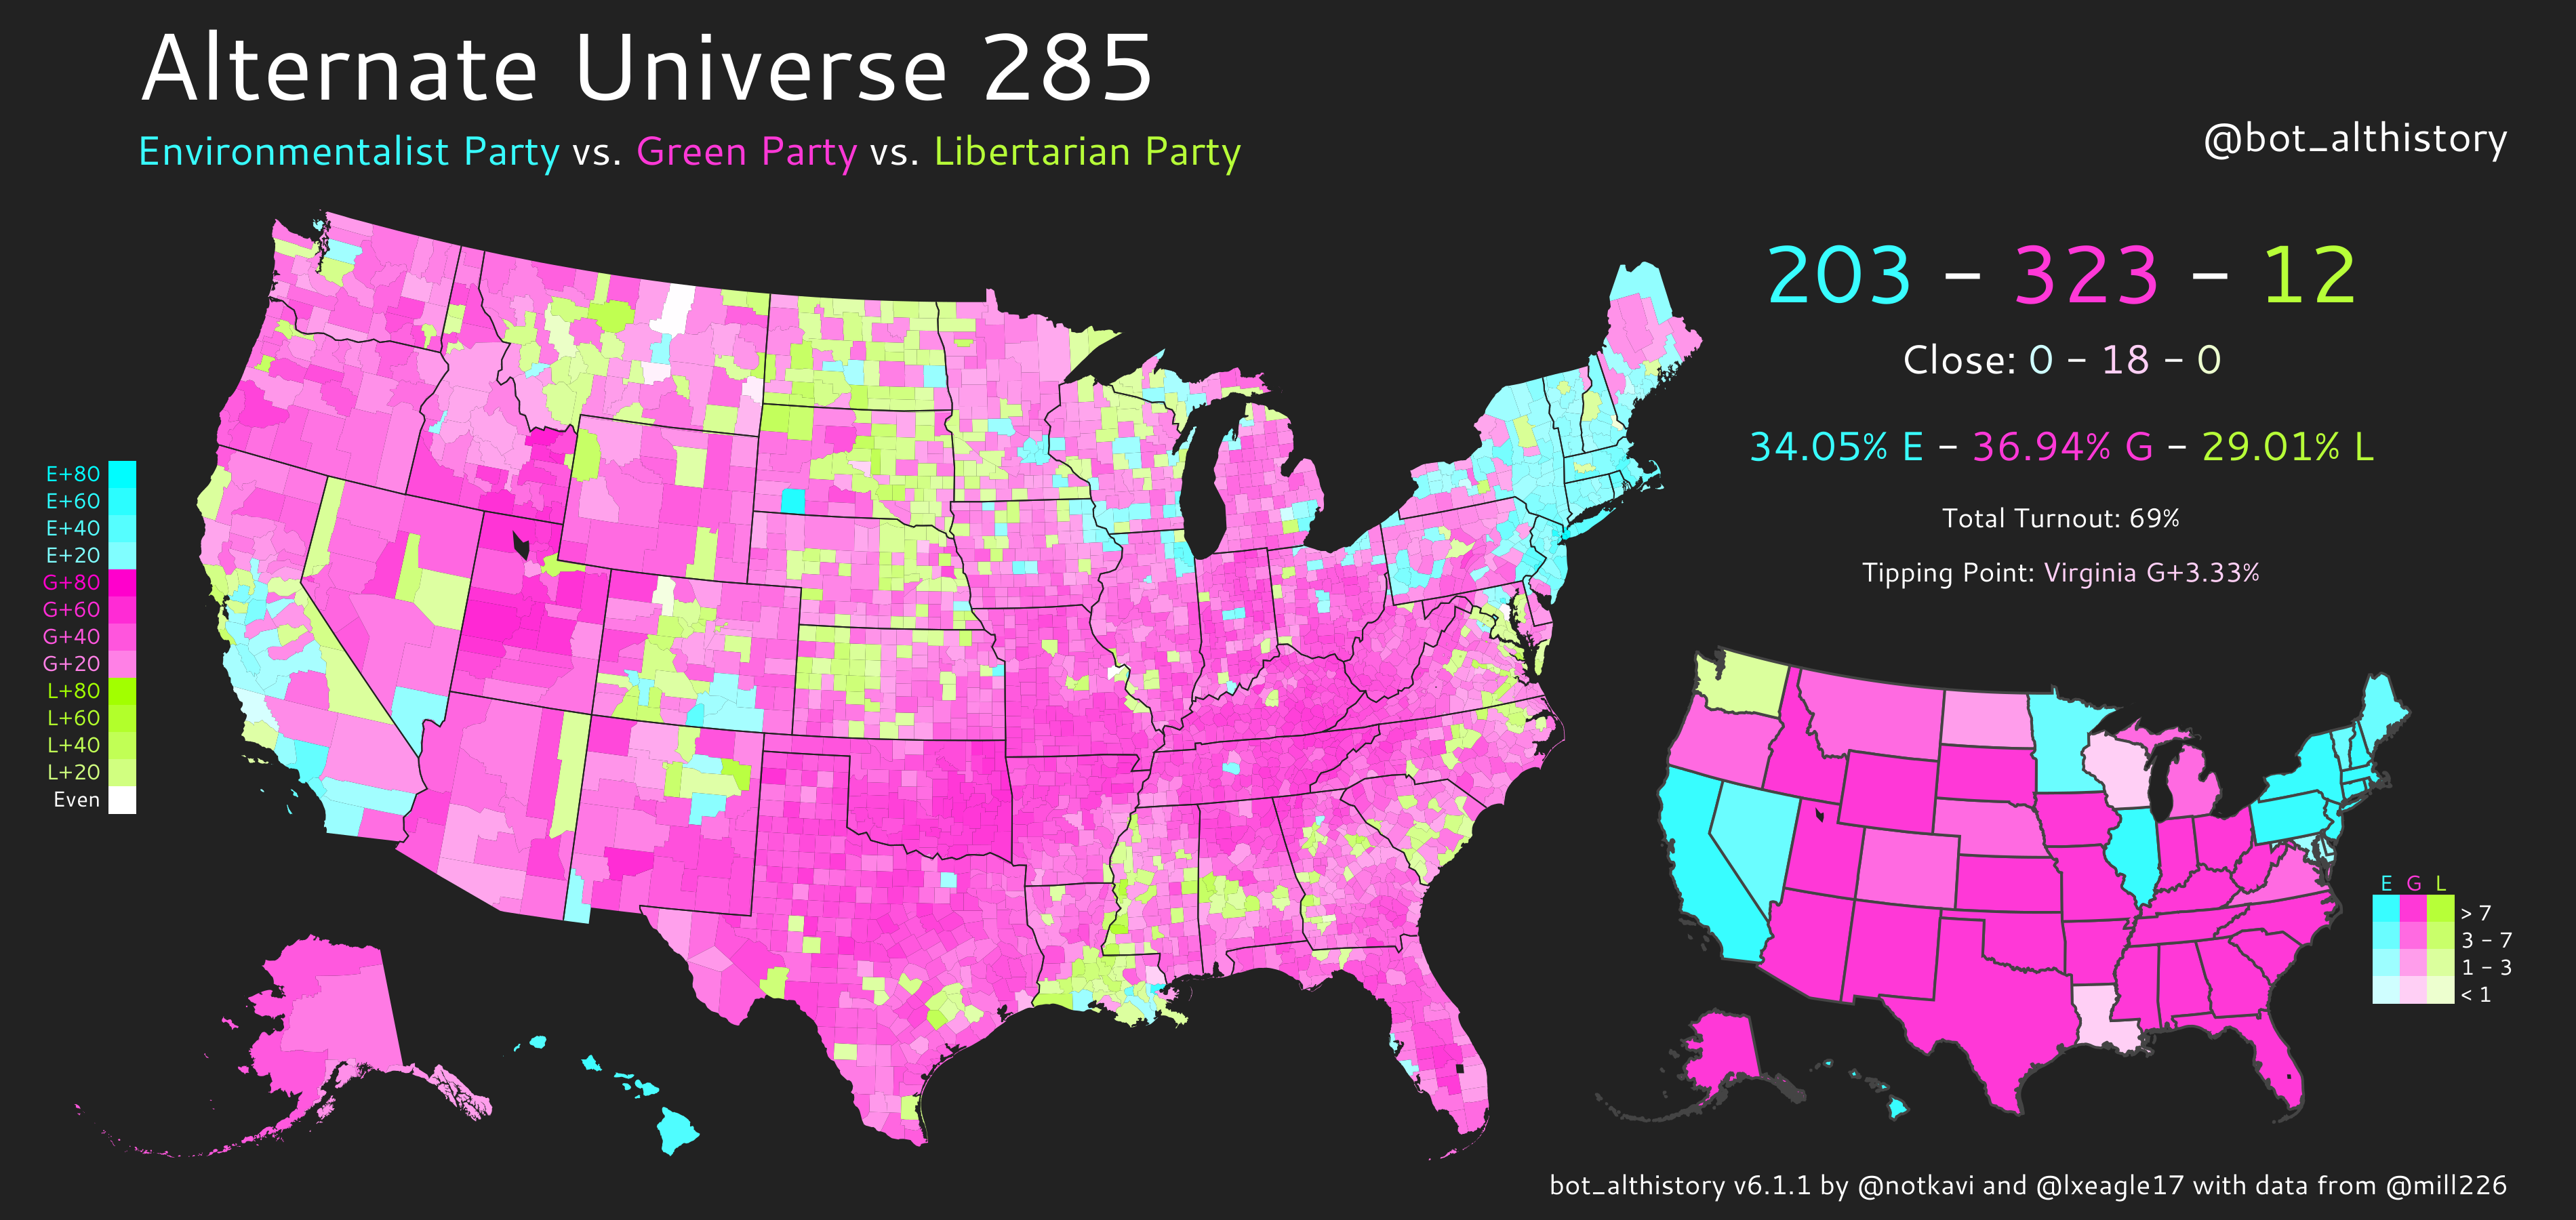 Alternate Universe 285
Environmentalist Party vs. Green Party vs. Libertarian Party
@bot_althistory
203 – 323 – 12
Close: 0 – 18 – 0
34.05% E – 36.94% G – 29.01% L
Total Turnout: 69%
Tipping Point: Virginia G+3.33%
E+80
E+60
E+40
E+20
G+80
G+60
G+40
G+20
L+80
L+60
L+40
L+20
Even
E G L
> 7
3 – 7
1 – 3
< 1
bot_althistory v6.1.1 by @notkavi and @lxeagle17 with data from @mill226